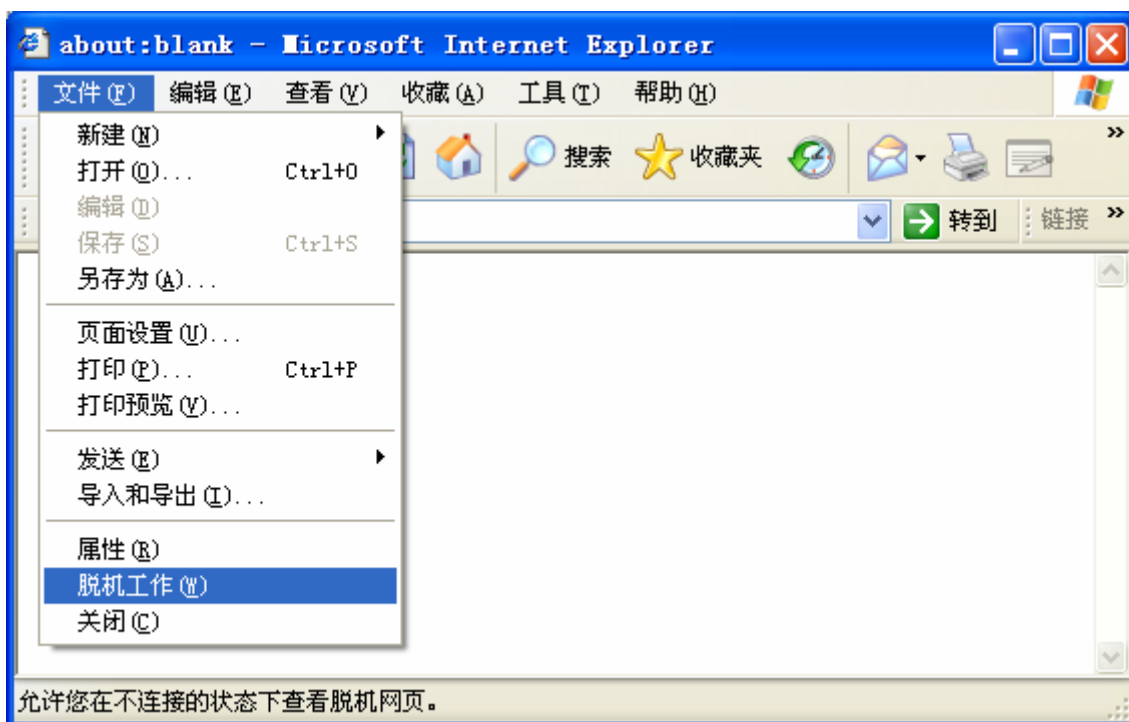 about:blank - Microsoft Internet Explorer
文件(F) 编辑(E) 查看(V) 收藏(A) 工具(T) 帮助(H)
搜索 收藏夹
转到 链接
新建(N)
打开(O)... Ctrl+O
编辑(D)
保存(S) Ctrl+S
另存为(A)...
页面设置(U)...
打印(P)... Ctrl+P
打印预览(V)...
发送(E)
导入和导出(I)...
属性(R)
脱机工作(W)
关闭(C)
允许您在不连接的状态下查看脱机网页。